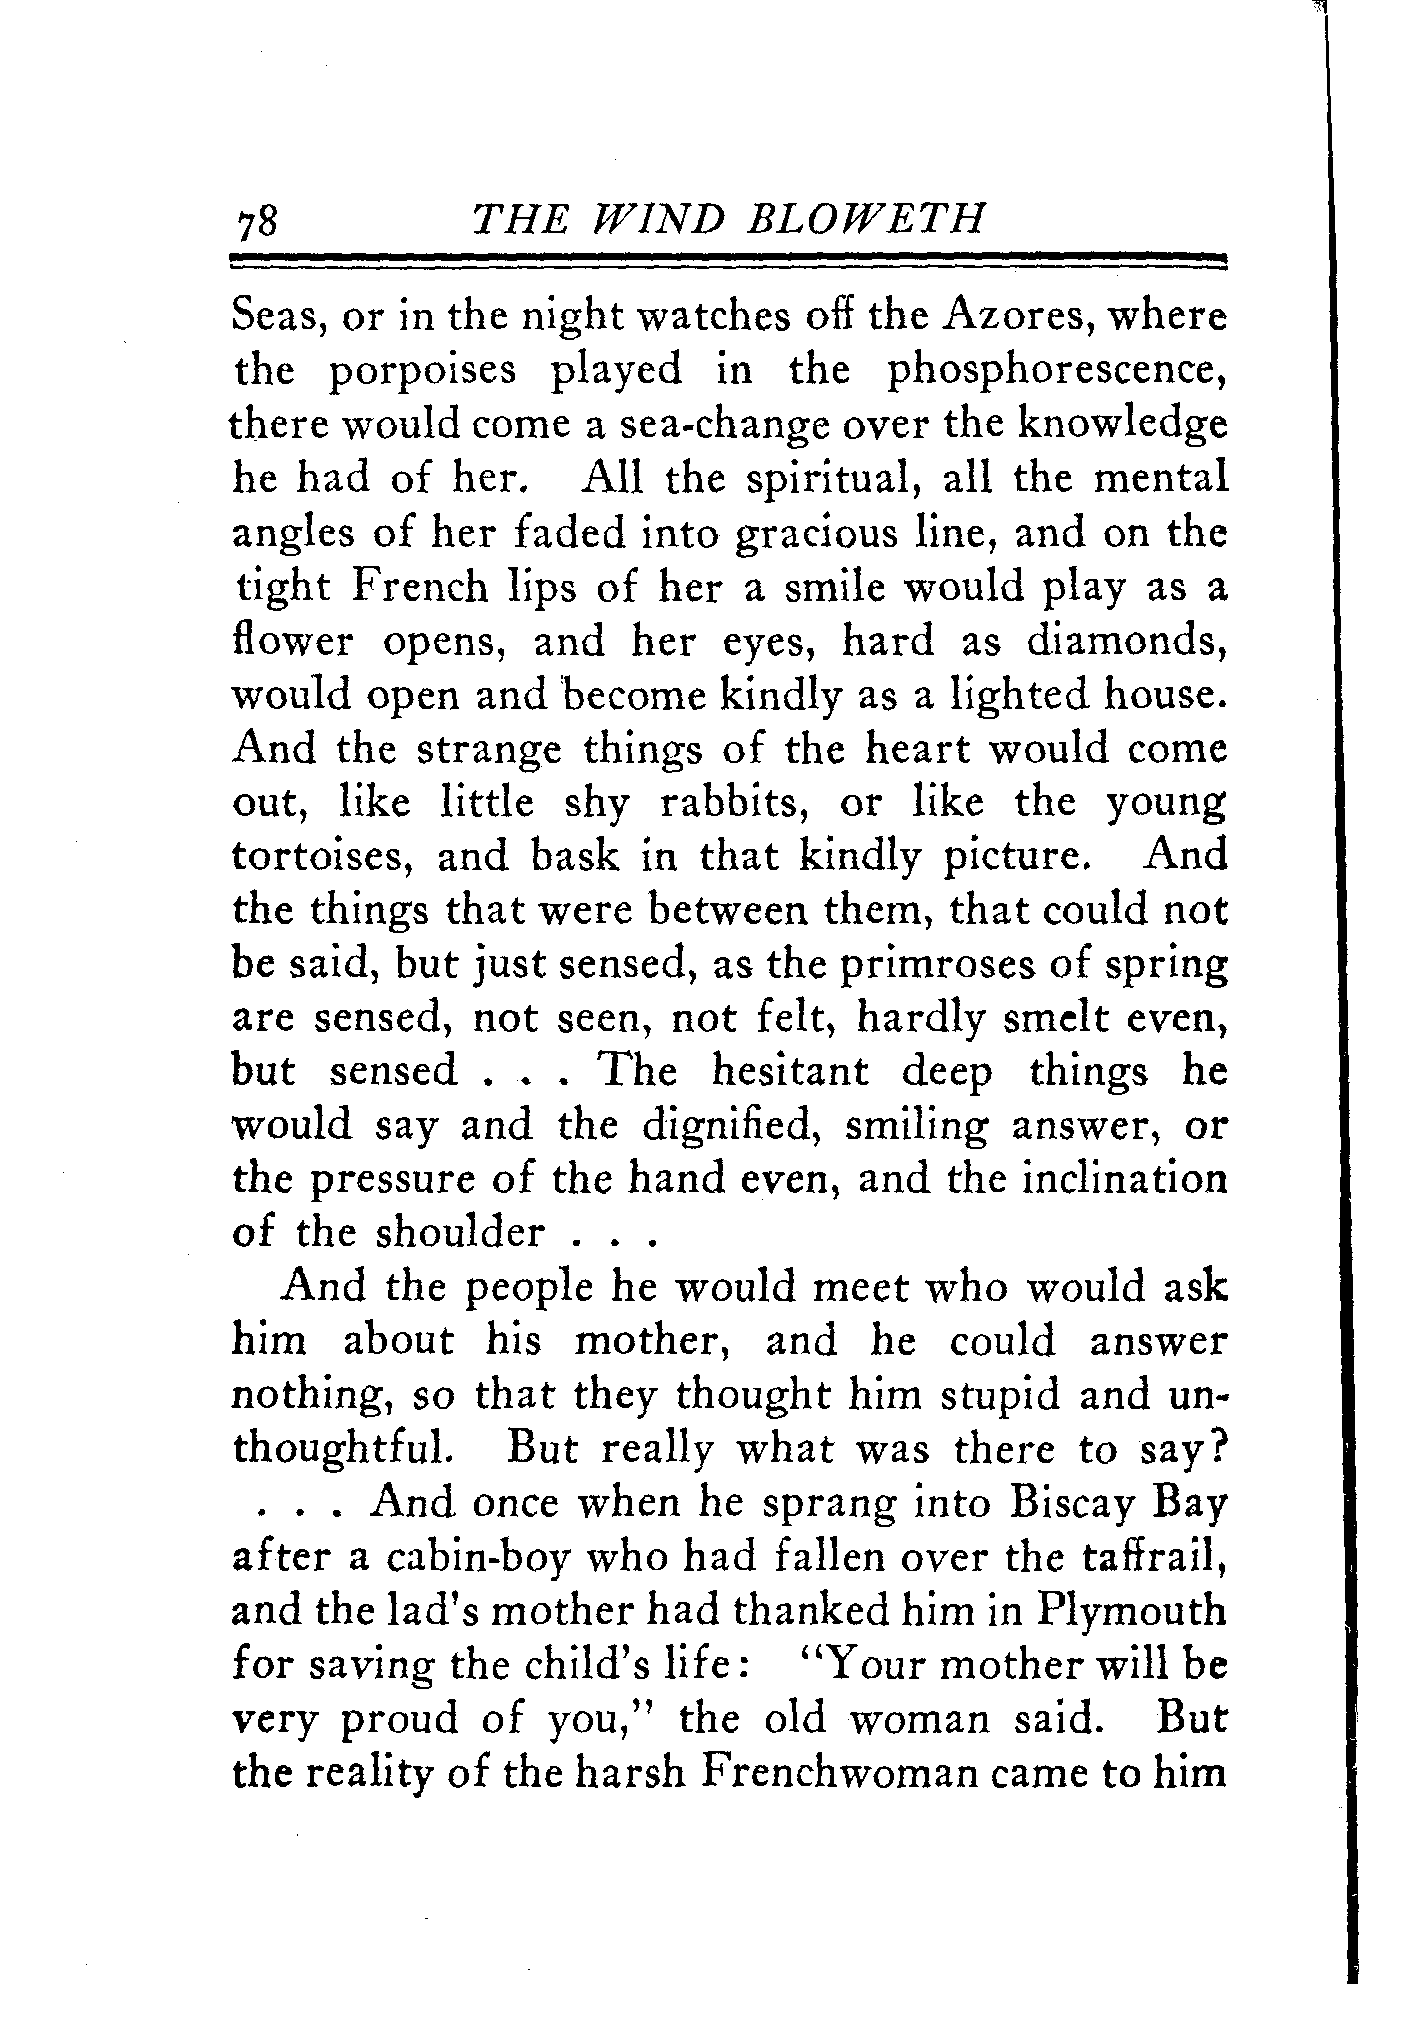 78 THE WIND BLOWETH
Seas, or in the night watches off the Azores, where
the porpoises played in the phosphorescence,
there would come a sea-change over the knowledge
he had of her. All the spiritual, all the mental
angles of her faded into gracious line, and on the
tight French lips of her a smile would play as a
flower opens, and her eyes, hard as diamonds,
would open and become kindly as a lighted house.
And the strange things of the heart would come
out, like little shy rabbits, or like the young
tortoises, and bask in that kindly picture. And
the things that were between them, that could not
be said, but just sensed, as the primroses of spring
are sensed, not seen, not felt, hardly smelt even,
but sensed . . . The hesitant deep things he
would say and the dignified, smiling answer, or
the pressure of the hand even, and the inclination
of the shoulder . . .
And the people he would meet who would ask
him about his mother, and he could answer
nothing, so that they thought him stupid and un-
thoughtful. But really what was there to say?
. . . And once when he sprang into Biscay Bay
after a cabin-boy who had fallen over the taffrail,
and the lad's mother had thanked him in Plymouth
for saving the child's life: "Your mother will be
very proud of you," the old woman said. But
the reality of the harsh Frenchwoman came to him